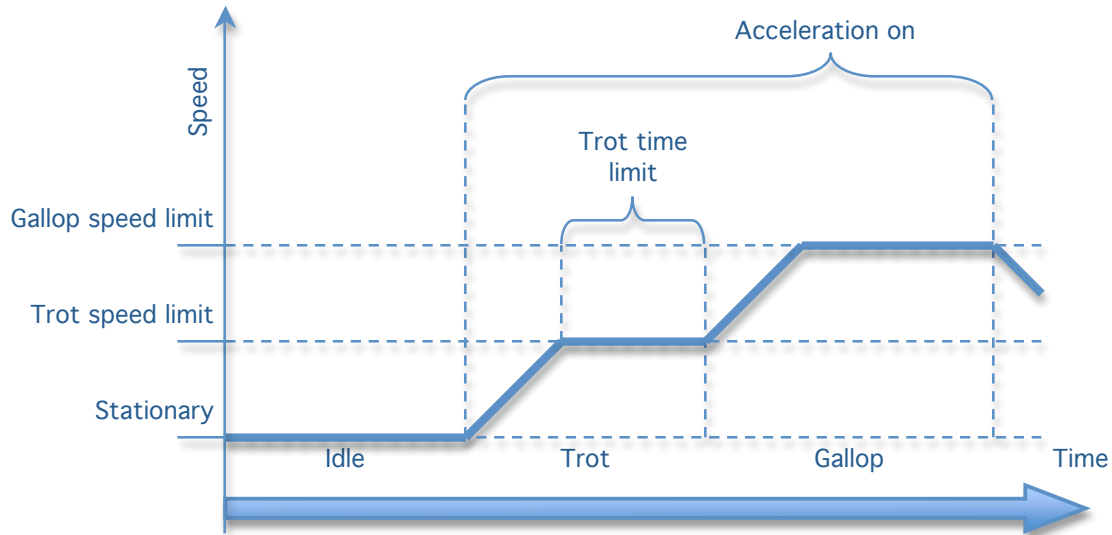 Acceleration on
Speed
Trot time
limit
Gallop speed limit
Trot speed limit
Stationary
Idle
Trot
Gallop
Time